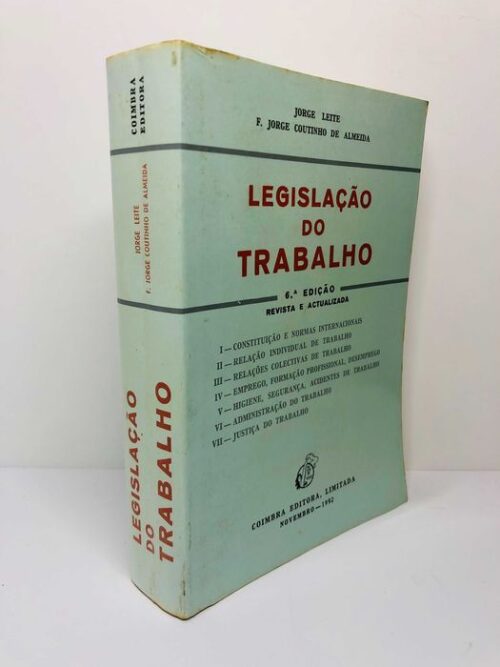 COIMBRA
EDITORA
JORGE LEITE
F. JORGE COUTINHO DE ALMEIDA
LEGISLAÇÃO
DO
TRABALHO
JORGE LEITE
F. JORGE COUTINHO DE ALMEIDA
LEGISLAÇÃO
DO
TRABALHO
6.ª EDIÇÃO
REVISTA E ACTUALIZADA
I — CONSTITUIÇÃO E NORMAS INTERNACIONAIS
II — RELAÇÃO INDIVIDUAL DE TRABALHO
III — RELAÇÕES COLECTIVAS DE TRABALHO
IV — EMPREGO, FORMAÇÃO PROFISSIONAL, DESEMPREGO
V — HIGIENE, SEGURANÇA, ACIDENTES DE TRABALHO
VI — ADMINISTRAÇÃO DO TRABALHO
VII — JUSTIÇA DO TRABALHO
COIMBRA EDITORA, LIMITADA
NOVEMBRO — 1992